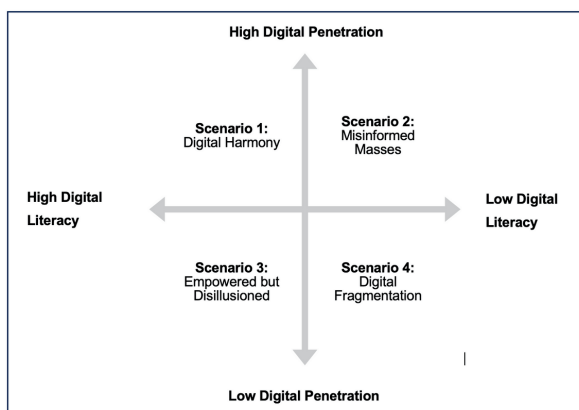 High Digital Penetration
Scenario 1:
Digital Harmony
Scenario 2:
Misinformed
Masses
High Digital
Literacy
Low Digital
Literacy
Scenario 3:
Empowered but
Disillusioned
Scenario 4:
Digital
Fragmentation
Low Digital Penetration